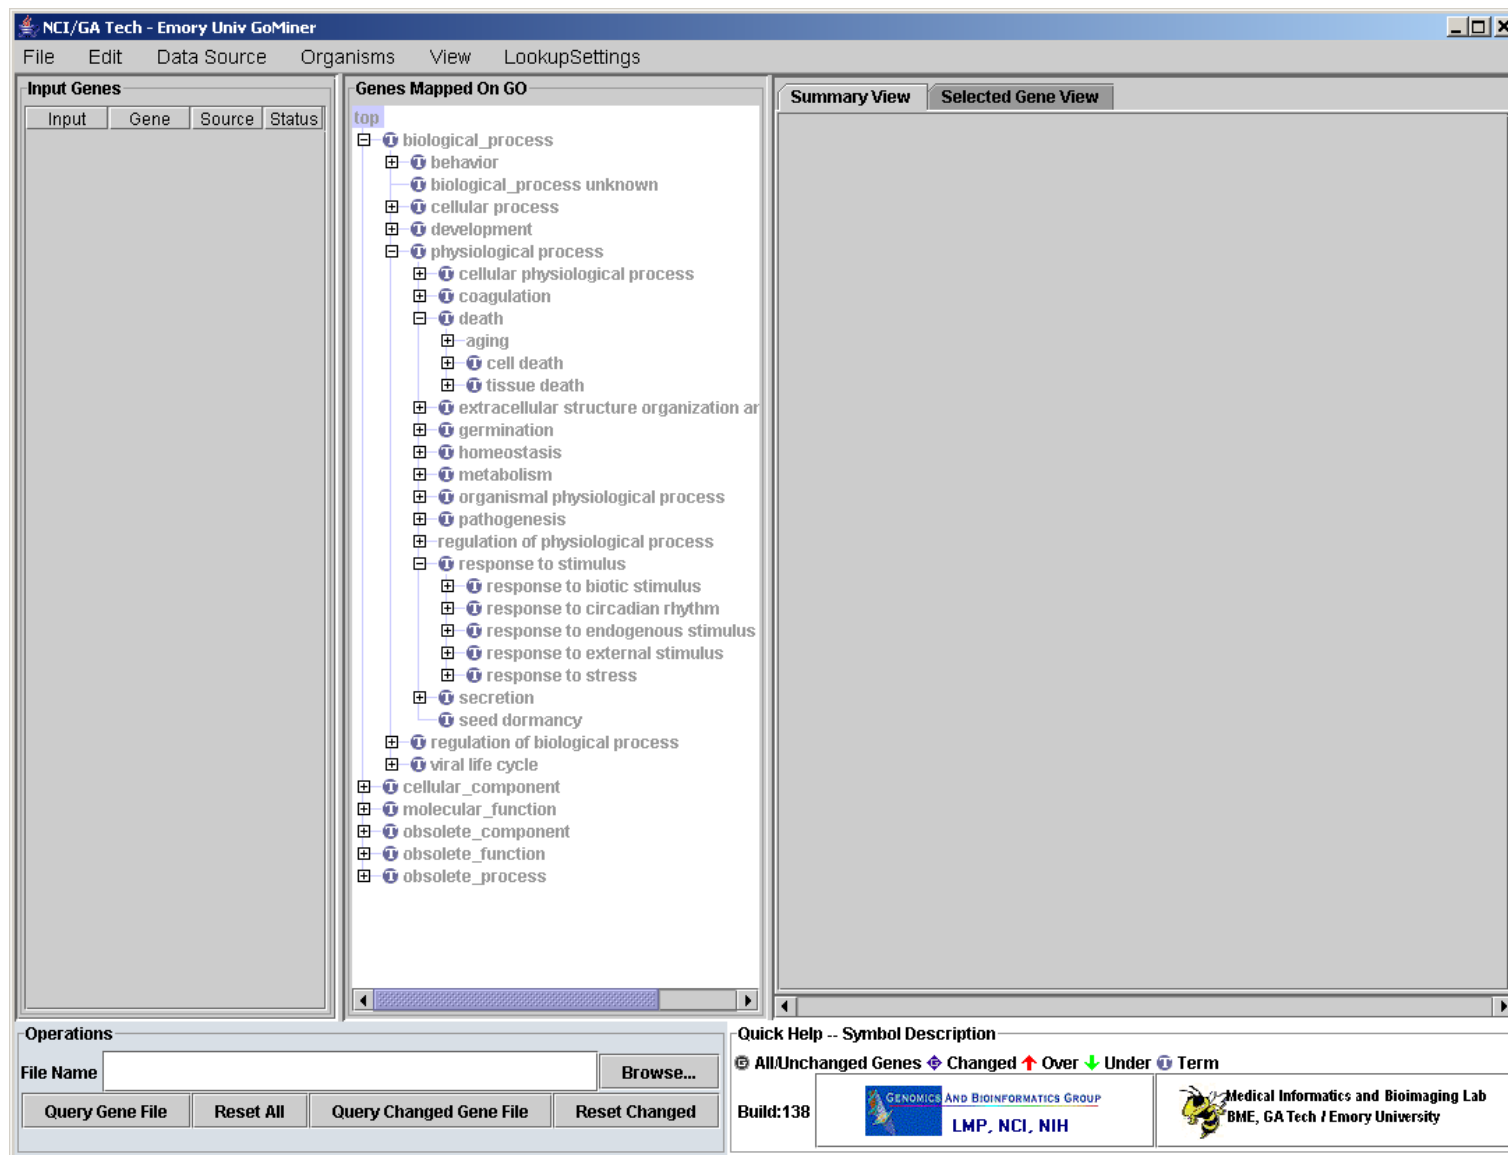 NCI/GA Tech - Emory Univ GoMiner
File Edit Data Source Organisms View LookupSettings
Input Genes
Input Gene Source Status
Genes Mapped On GO
top
biological_process
behavior
biological_process unknown
cellular process
development
physiological process
cellular physiological process
coagulation
death
aging
cell death
tissue death
extracellular structure organization ar
germination
homeostasis
metabolism
organismal physiological process
pathogenesis
regulation of physiological process
response to stimulus
response to biotic stimulus
response to circadian rhythm
response to endogenous stimulus
response to external stimulus
response to stress
secretion
seed dormancy
regulation of biological process
viral life cycle
cellular_component
molecular_function
obsolete_component
obsolete_function
obsolete_process
Summary View Selected Gene View
Operations
File Name Browse...
Query Gene File Reset All Query Changed Gene File Reset Changed
Quick Help -- Symbol Description
G All/Unchanged Genes G Changed Over Under T Term
Build:138
GENOMICS AND BIOINFORMATICS GROUP
LMP, NCI, NIH
Medical Informatics and Bioimaging Lab
BME, GA Tech / Emory University